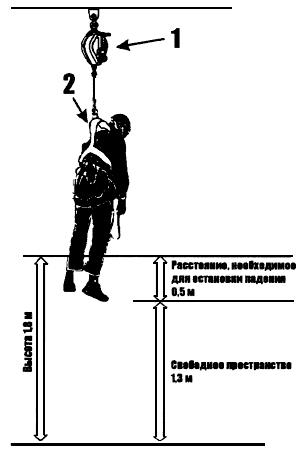 1
2
Расстояние, необходимое
для остановки падения
0,5 м
Высота 1,8 м
Свободное пространство
1,3 м